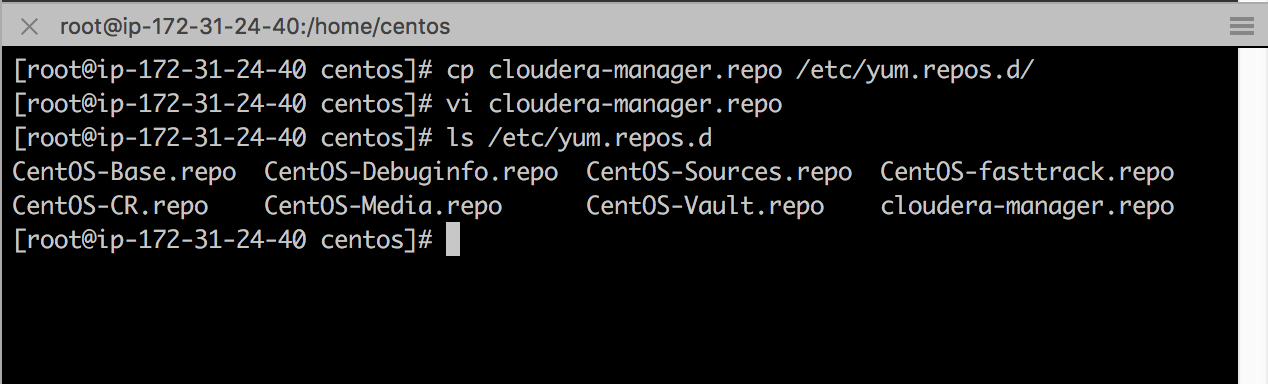 root@ip-172-31-24-40:/home/centos
[root@ip-172-31-24-40 centos]# cp cloudera-manager.repo /etc/yum.repos.d/
[root@ip-172-31-24-40 centos]# vi cloudera-manager.repo
[root@ip-172-31-24-40 centos]# ls /etc/yum.repos.d
CentOS-Base.repo  CentOS-Debuginfo.repo  CentOS-Sources.repo  CentOS-fasttrack.repo
CentOS-CR.repo    CentOS-Media.repo      CentOS-Vault.repo    cloudera-manager.repo
[root@ip-172-31-24-40 centos]#